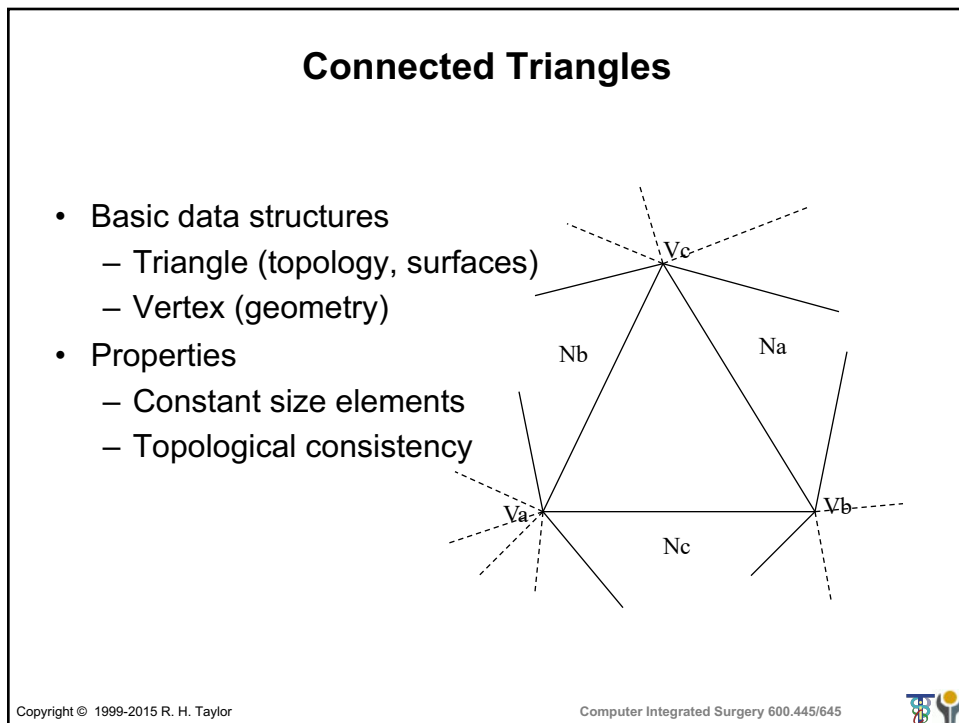 Connected Triangles
• Basic data structures
– Triangle (topology, surfaces)
– Vertex (geometry)
• Properties
– Constant size elements
– Topological consistency
Vc
Nb
Na
Va
Vb
Nc
Copyright © 1999-2015 R. H. Taylor
Computer Integrated Surgery 600.445/645